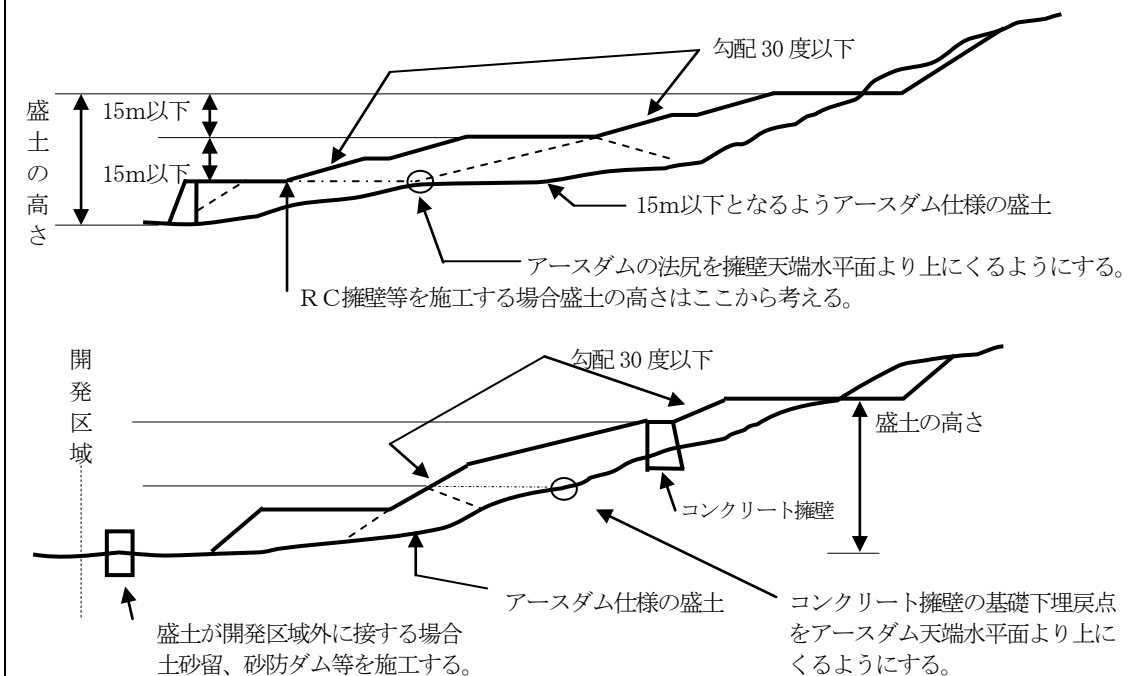 勾配 30 度以下
盛土の高さ
15m以下
15m以下
15m以下となるようアースダム仕様の盛土
アースダムの法尻を擁壁天端水平面より上にくるようにする。
ＲＣ擁壁等を施工する場合盛土の高さはここから考える。
開発区域
勾配 30 度以下
盛土の高さ
コンクリート擁壁
アースダム仕様の盛土
コンクリート擁壁の基礎下埋戻点
をアースダム天端水平面より上に
くるようにする。
盛土が開発区域外に接する場合
土砂留、砂防ダム等を施工する。